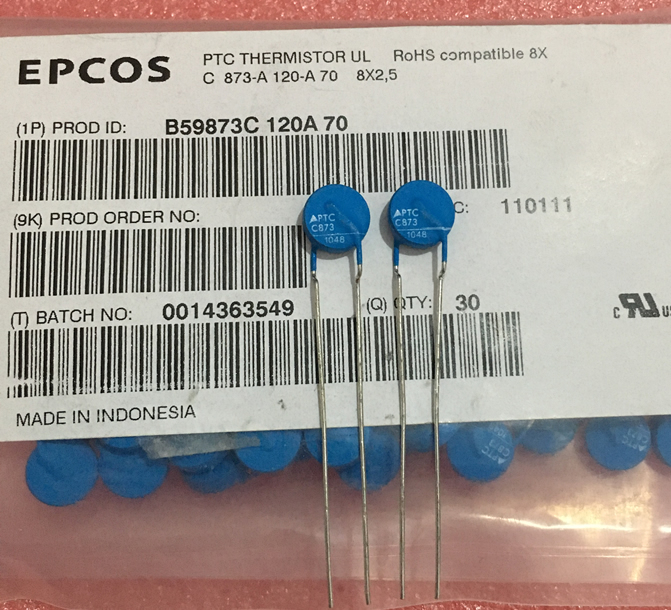 EPCOS
PTC THERMISTOR UL RoHS compatible 8X
C 873-A 120-A 70 8X2,5
(1P) PROD ID: B59873C 120A 70
(9K) PROD ORDER NO:
C: 110111
PTC
C873
1048
PTC
C873
1048
(T) BATCH NO: 0014363549 (Q) QTY: 30
MADE IN INDONESIA